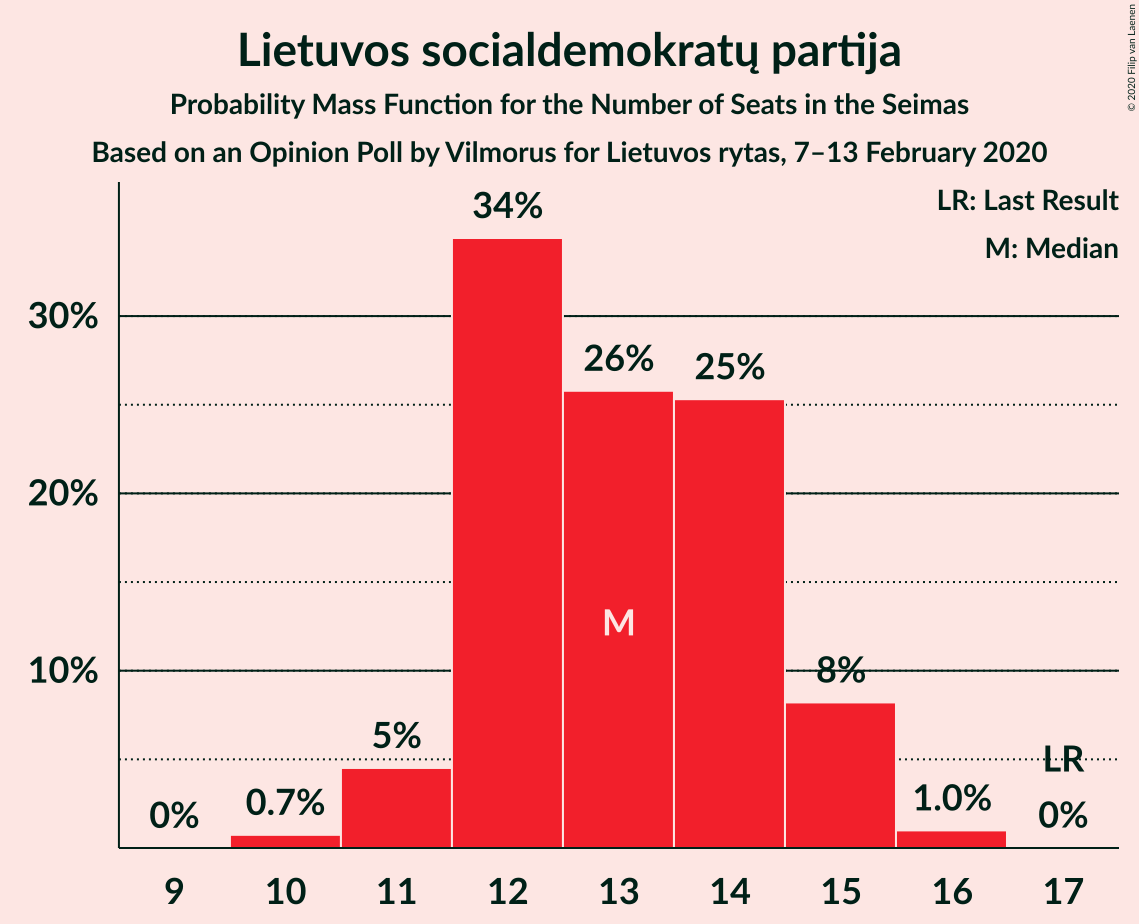 Lietuvos socialdemokratų partija
Probability Mass Function for the Number of Seats in the Seimas
Based on an Opinion Poll by Vilmorus for Lietuvos rytas, 7–13 February 2020
© 2020 Filip van Laenen
LR: Last Result
M: Median
34%
30%
26%
25%
20%
M
10%
8%
5%
LR
0%
0.7%
1.0%
0%
9 10 11 12 13 14 15 16 17